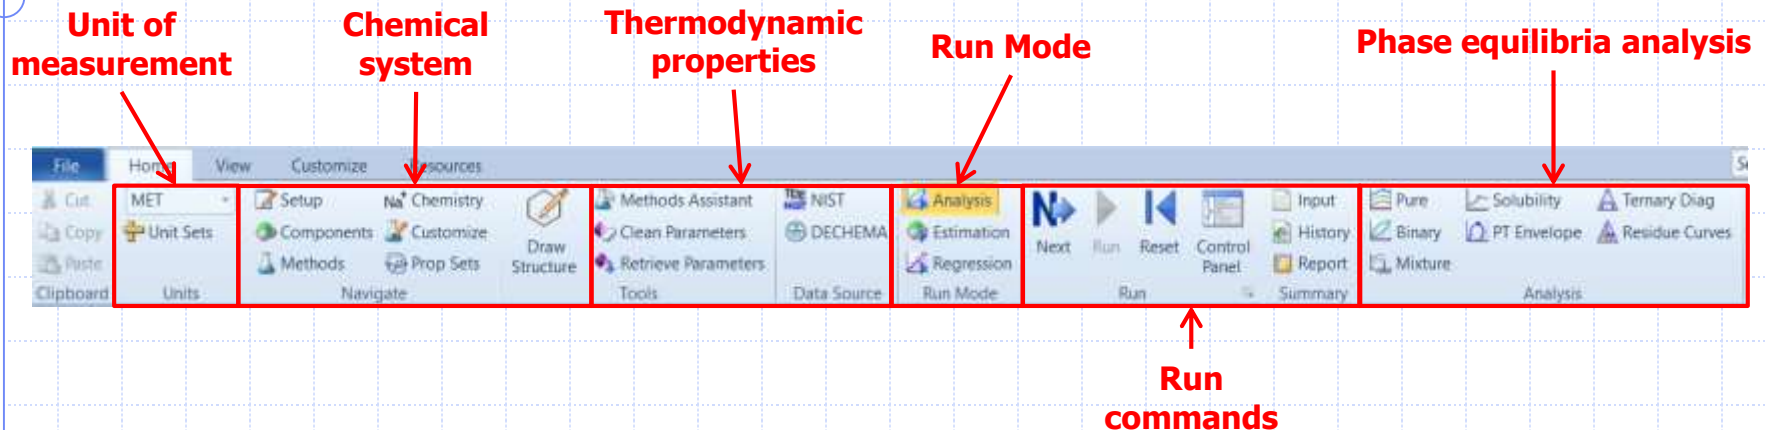 Unit of
measurement
Chemical
system
Thermodynamic
properties
Run Mode
Phase equilibria analysis
File Home View Customize Resources
Cut MET Setup Na+ Chemistry Methods Assistant NIST Analysis Input Pure Solubility Ternary Diag
Copy Unit Sets Components Customize Clean Parameters DECHEMA Estimation History Binary PT Envelope Residue Curves
Draw Next Run Reset Control
Paste Methods Prop Sets Structure Retrieve Parameters Regression Panel Report Mixture
Clipboard Units Navigate Tools Data Source Run Mode Run Summary Analysis
Run
commands